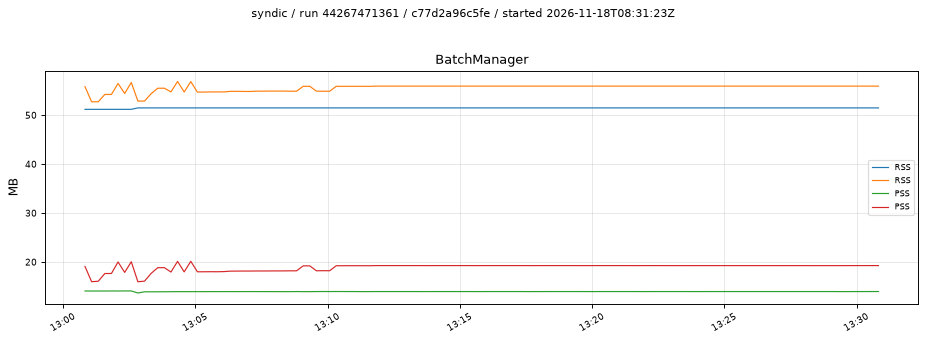 syndic / run 44267471361 / c77d2a96c5fe / started 2026-11-18T08:31:23Z
BatchManager
MB
50
40
30
20
RSS
RSS
PSS
PSS
13:00
13:05
13:10
13:15
13:20
13:25
13:30